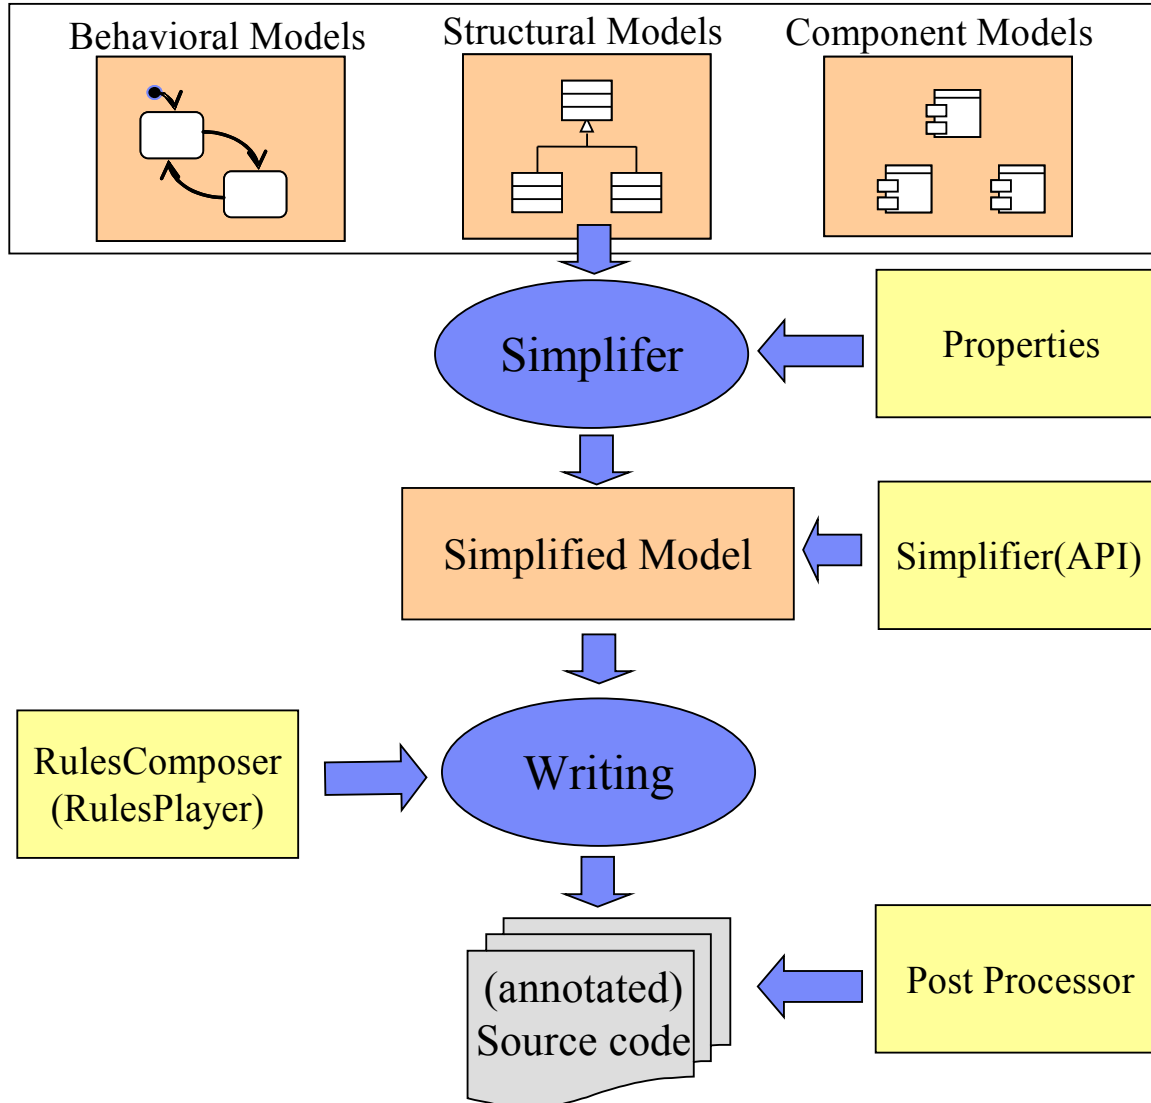 Behavioral Models
Structural Models
Component Models
Simplifer
Properties
Simplified Model
Simplifier(API)
RulesComposer
(RulesPlayer)
Writing
(annotated)
Source code
Post Processor